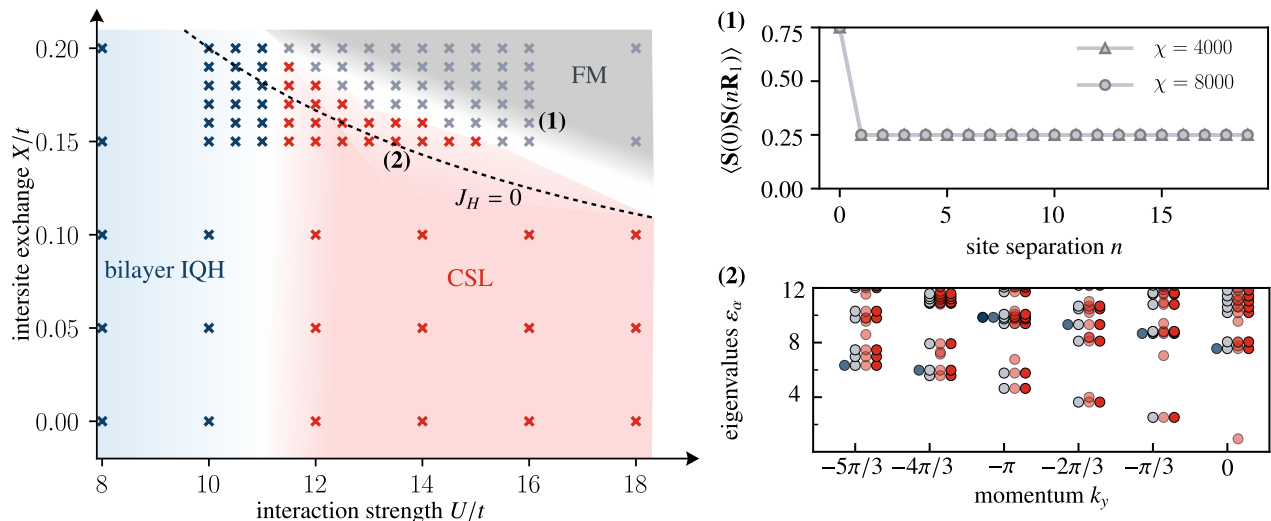 intersite exchange X/t
0.20
0.15
0.10
0.05
0.00
8
10
12
14
16
18
interaction strength U/t
bilayer IQH
CSL
FM
J_H = 0
(1)
(2)
(1)
⟨S(0)S(nR₁)⟩
0.75
0.50
0.25
0.00
χ = 4000
χ = 8000
0
5
10
15
site separation n
(2)
eigenvalues ε_α
12
8
4
−5π/3
−4π/3
−π
−2π/3
−π/3
0
momentum k_y